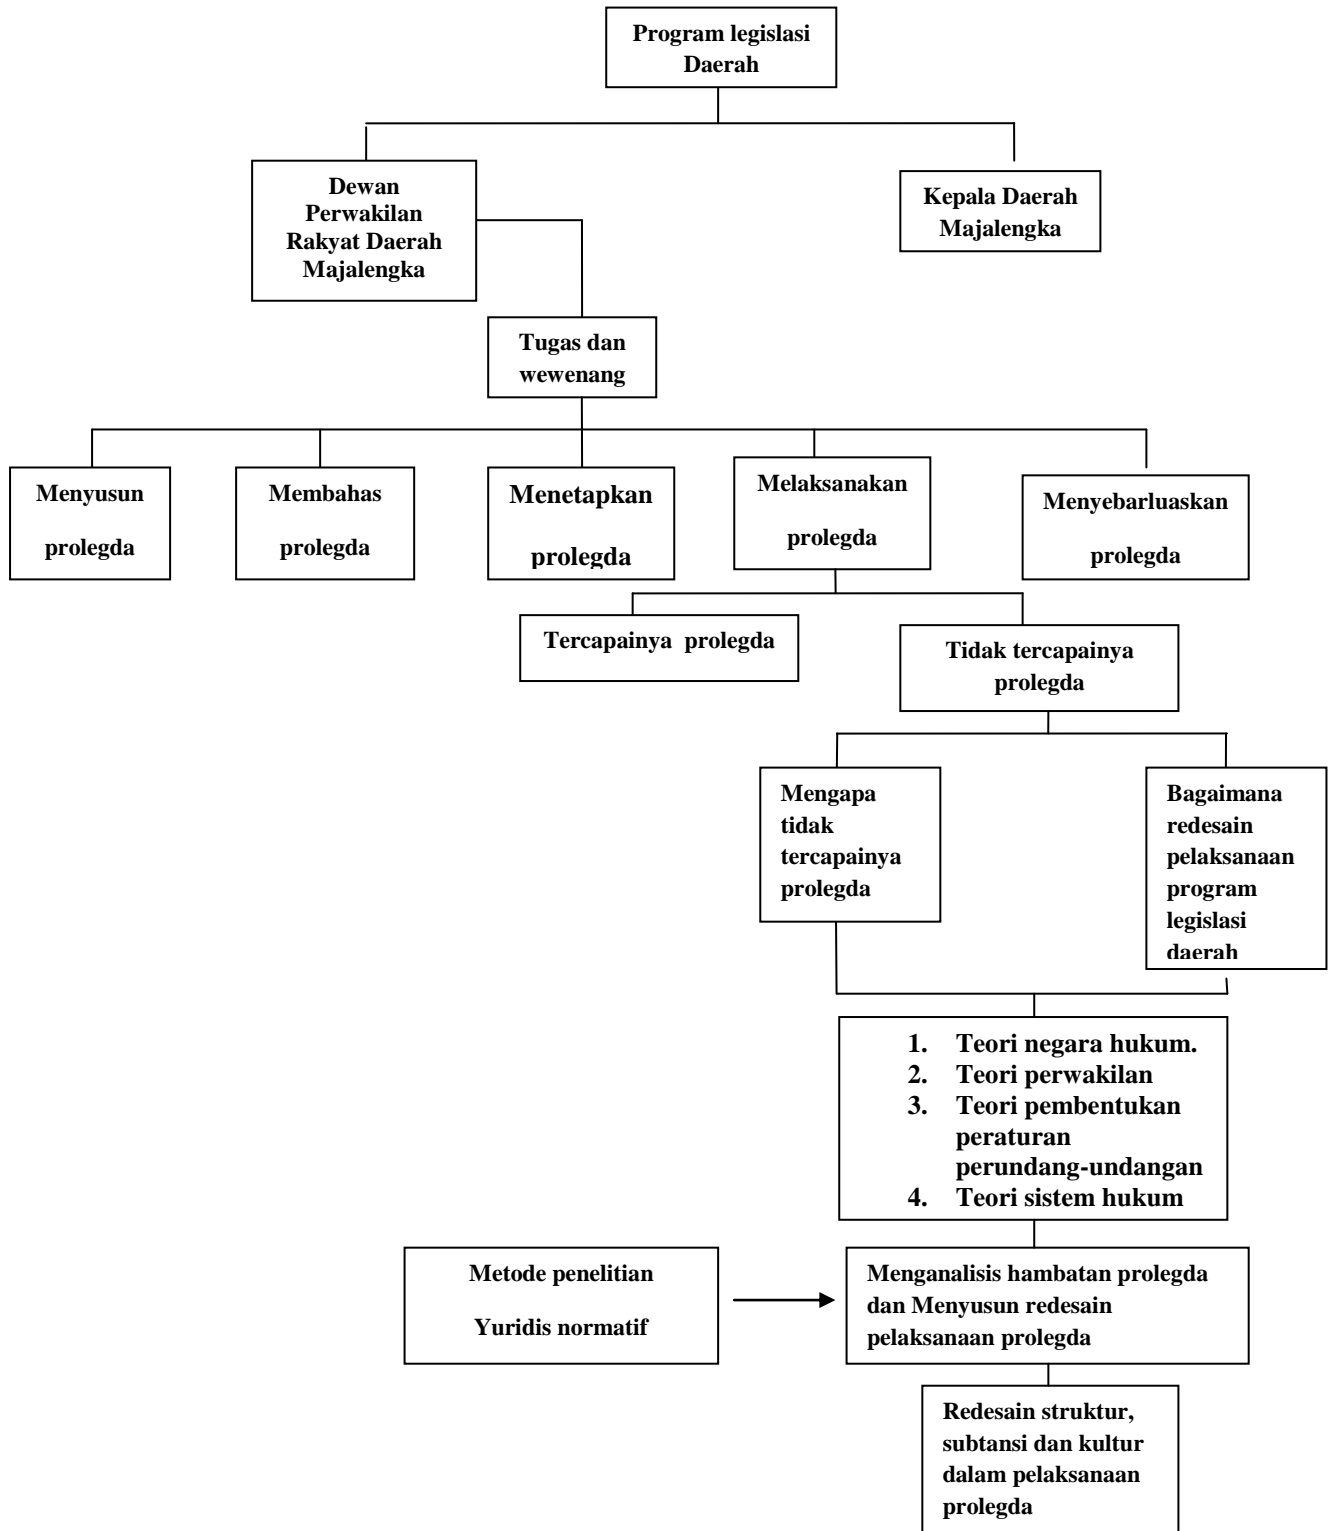 Program legislasi
Daerah
Dewan
Perwakilan
Rakyat Daerah
Majalengka
Kepala Daerah
Majalengka
Tugas dan
wewenang
Menyusun
prolegda
Membahas
prolegda
Menetapkan
prolegda
Melaksanakan
prolegda
Menyebarluaskan
prolegda
Tercapainya prolegda
Tidak tercapainya
prolegda
Mengapa
tidak
tercapainya
prolegda
Bagaimana
redesain
pelaksanaan
program
legislasi
daerah
1. Teori negara hukum.
2. Teori perwakilan
3. Teori pembentukan
peraturan
perundang-undangan
4. Teori sistem hukum
Metode penelitian
Yuridis normatif
Menganalisis hambatan prolegda
dan Menyusun redesain
pelaksanaan prolegda
Redesain struktur,
subtansi dan kultur
dalam pelaksanaan
prolegda